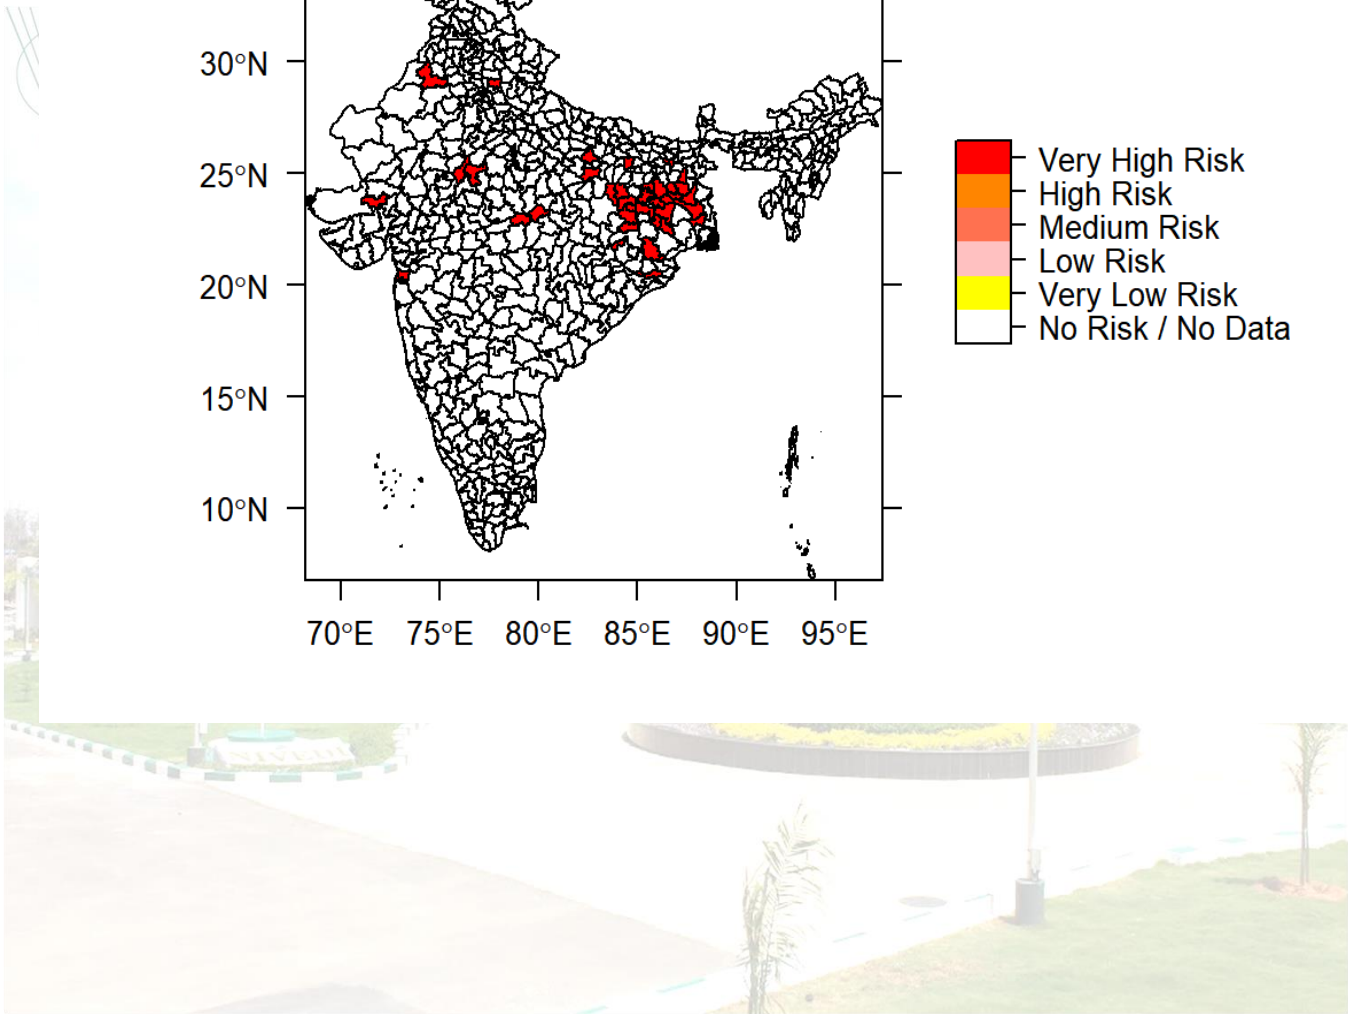 30°N
25°N
20°N
15°N
10°N
70°E 75°E 80°E 85°E 90°E 95°E
Very High Risk
High Risk
Medium Risk
Low Risk
Very Low Risk
No Risk / No Data
NIVEDI